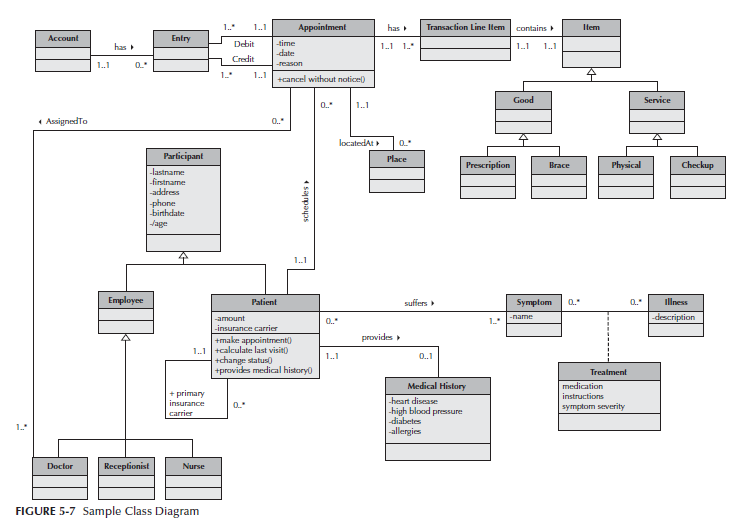 Account
has ▸
1..1
0..*
Entry
1..*
1..1
Debit
Credit
1..*
1..1
Appointment
-time
-date
-reason
+cancel without notice()
has ▸
1..1
1..*
Transaction Line Item
contains ▸
1..1
1..1
Item
Good
Service
Prescription
Brace
Physical
Checkup
◂ AssignedTo
0..*
0..*
1..1
locatedAt ▸
0..*
Place
schedules ▸
1..1
Participant
-lastname
-firstname
-address
-phone
-birthdate
-/age
Employee
Patient
-amount
-insurance carrier
+make appointment()
+calculate last visit()
+change status()
+provides medical history()
suffers ▸
0..*
1..*
Symptom
-name
0..*
0..*
Illness
-description
provides ▸
1..1
0..1
1..1
+ primary
insurance
carrier
0..*
Medical History
-heart disease
-high blood pressure
-diabetes
-allergies
Treatment
medication
instructions
symptom severity
1..*
Doctor
Receptionist
Nurse
FIGURE 5-7 Sample Class Diagram